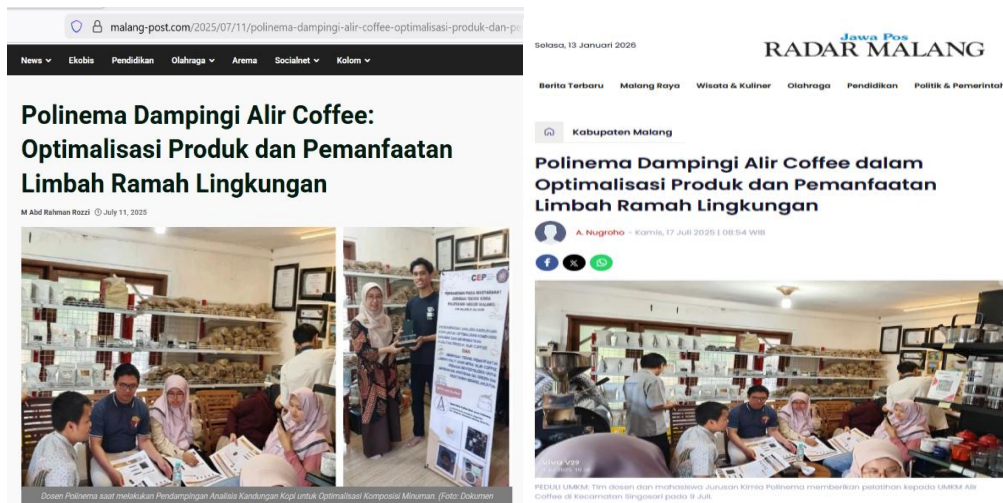 malang-post.com/2025/07/11/polinema-dampingi-alir-coffee-optimalisasi-produk-dan-pe
News Ekobis Pendidikan Olahraga Arema Socialnet Kolom
Polinema Dampingi Alir Coffee:
Optimalisasi Produk dan Pemanfaatan
Limbah Ramah Lingkungan
M Abd Rahman Rozzi July 11, 2025
CEP
Dosen Polinema saat melakukan Pendampingan Analisis Kandungan Kopi untuk Optimalisasi Komposisi Minuman. (Foto: Dokumen
Selasa, 13 Januari 2026
Jawa Pos
RADAR MALANG
Berita Terbaru Malang Raya Wisata & Kuliner Olahraga Pendidikan Politik & Pemerintah
Kabupaten Malang
Polinema Dampingi Alir Coffee dalam
Optimalisasi Produk dan Pemanfaatan
Limbah Ramah Lingkungan
A. Nugroho - Kamis, 17 Juli 2025 | 08:54 WIB
PEDULI UMKM: Tim dosen dan mahasiswa Jurusan Kimia Polinema memberikan pelatihan kepada UMKM Alir
Coffee di Kecamatan Singosari pada 9 Juli.